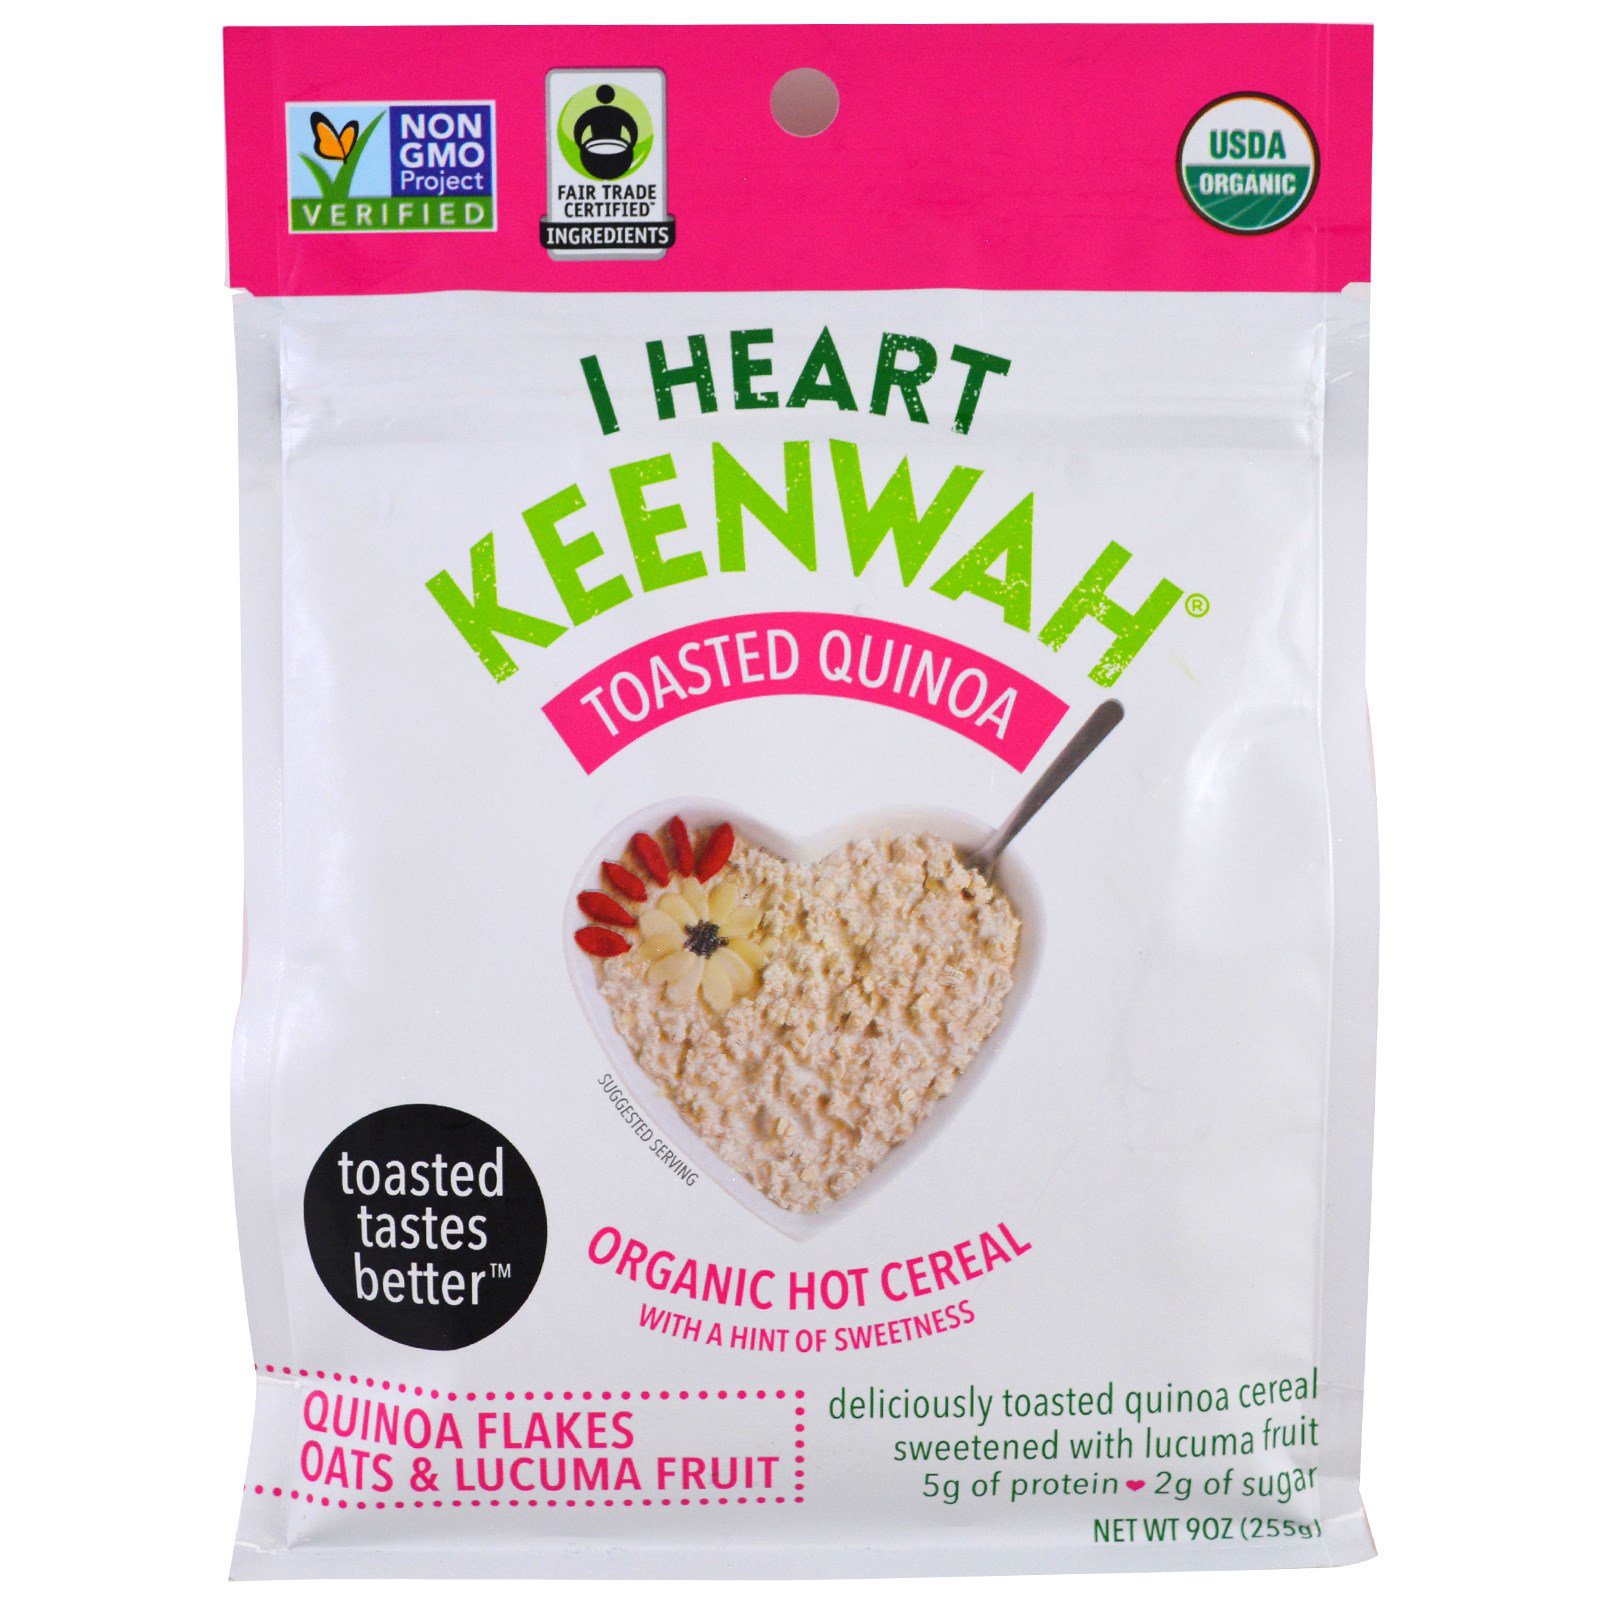 NON
GMO
Project
VERIFIED
FAIR TRADE
CERTIFIED™
INGREDIENTS
USDA
ORGANIC
I HEART
KEENWAH®
TOASTED QUINOA
SUGGESTED SERVING
toasted
tastes
better™
ORGANIC HOT CEREAL
WITH A HINT OF SWEETNESS
QUINOA FLAKES
OATS & LUCUMA FRUIT
deliciously toasted quinoa cereal
sweetened with lucuma fruit
5g of protein ❤ 2g of sugar
NET WT 9OZ (255g)